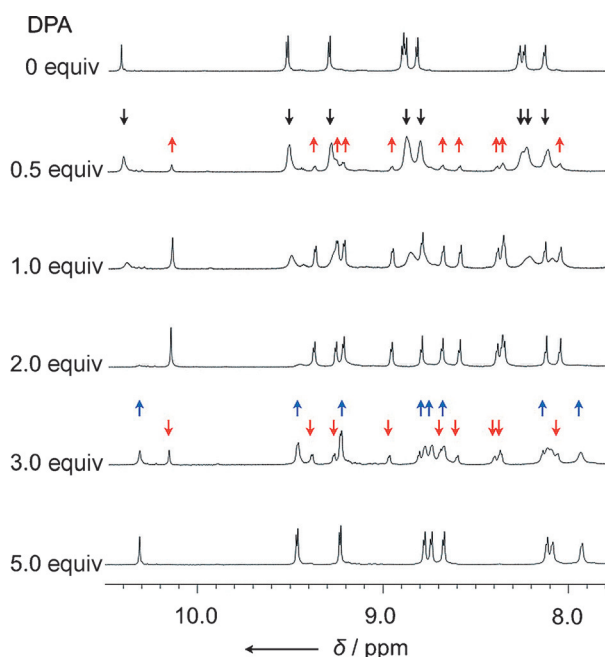 DPA
0 equiv
0.5 equiv
1.0 equiv
2.0 equiv
3.0 equiv
5.0 equiv
10.0 9.0 8.0
δ / ppm